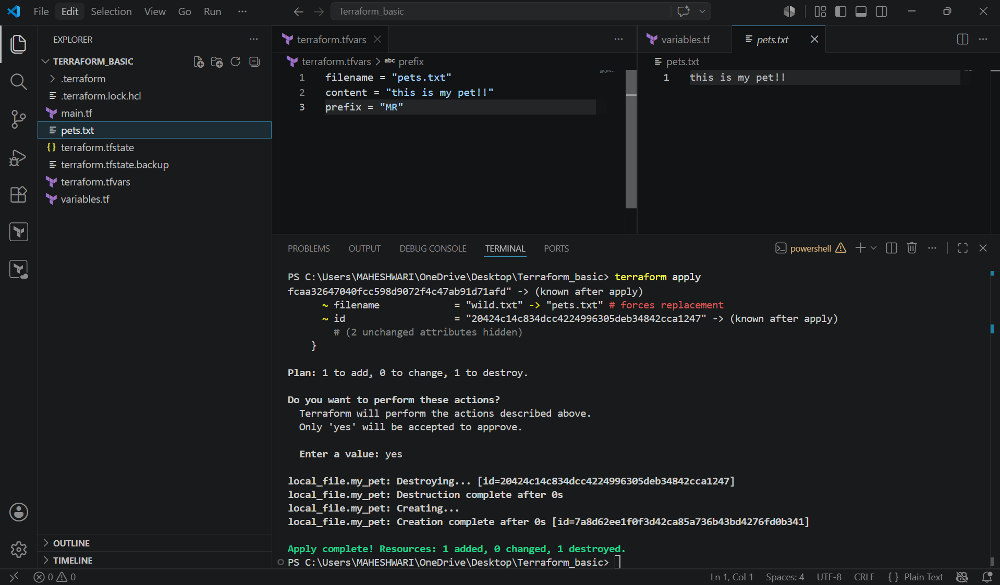 File Edit Selection View Go Run ···
Terraform_basic
EXPLORER
TERRAFORM_BASIC
.terraform
.terraform.lock.hcl
main.tf
pets.txt
terraform.tfstate
terraform.tfstate.backup
terraform.tfvars
variables.tf
OUTLINE
TIMELINE
terraform.tfvars
terraform.tfvars > abc prefix
1 filename = "pets.txt"
2 content = "this is my pet!!"
3 prefix = "MR"
variables.tf pets.txt
pets.txt
1 this is my pet!!
PROBLEMS OUTPUT DEBUG CONSOLE TERMINAL PORTS
powershell
PS C:\Users\MAHESHWARI\OneDrive\Desktop\Terraform_basic> terraform apply
fcaa32647040fcc598d9072f4c47ab91d71afd" -> (known after apply)
~ filename = "wild.txt" -> "pets.txt" # forces replacement
~ id = "20424c14c834dcc4224996305deb34842cca1247" -> (known after apply)
# (2 unchanged attributes hidden)
}
Plan: 1 to add, 0 to change, 1 to destroy.
Do you want to perform these actions?
Terraform will perform the actions described above.
Only 'yes' will be accepted to approve.
Enter a value: yes
local_file.my_pet: Destroying... [id=20424c14c834dcc4224996305deb34842cca1247]
local_file.my_pet: Destruction complete after 0s
local_file.my_pet: Creating...
local_file.my_pet: Creation complete after 0s [id=7a8d62ee1f0f3d42ca85a736b43bd4276fd0b341]
Apply complete! Resources: 1 added, 0 changed, 1 destroyed.
PS C:\Users\MAHESHWARI\OneDrive\Desktop\Terraform_basic>
0 0
Ln 1, Col 1 Spaces: 4 UTF-8 CRLF { } Plain Text